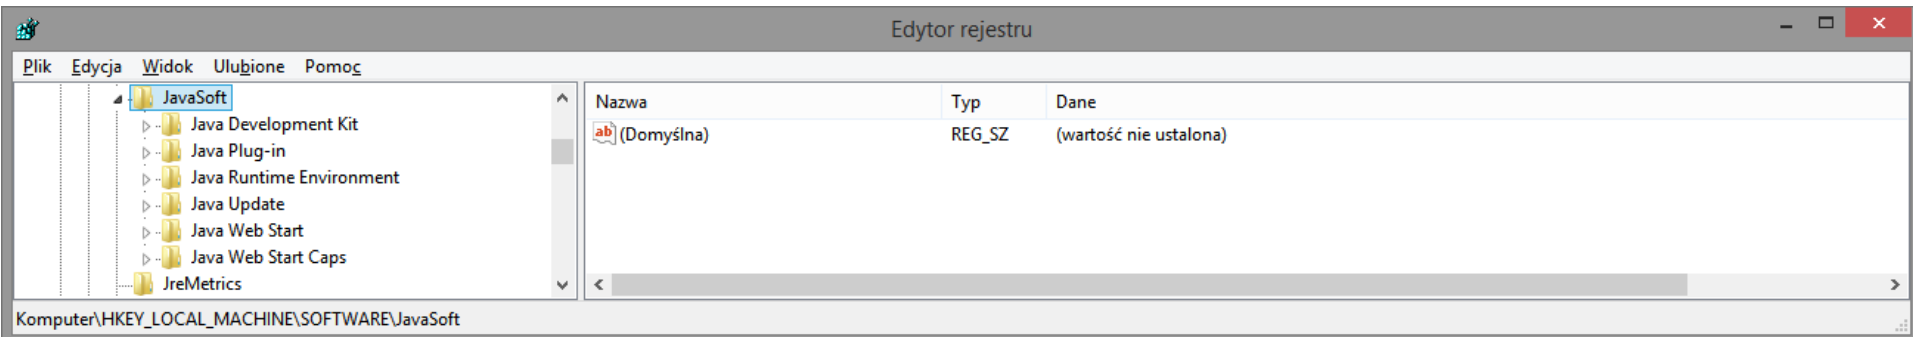 Edytor rejestru
Plik Edycja Widok Ulubione Pomoc
JavaSoft
Java Development Kit
Java Plug-in
Java Runtime Environment
Java Update
Java Web Start
Java Web Start Caps
JreMetrics
Nazwa Typ Dane
ab (Domyślna) REG_SZ (wartość nie ustalona)
Komputer\HKEY_LOCAL_MACHINE\SOFTWARE\JavaSoft